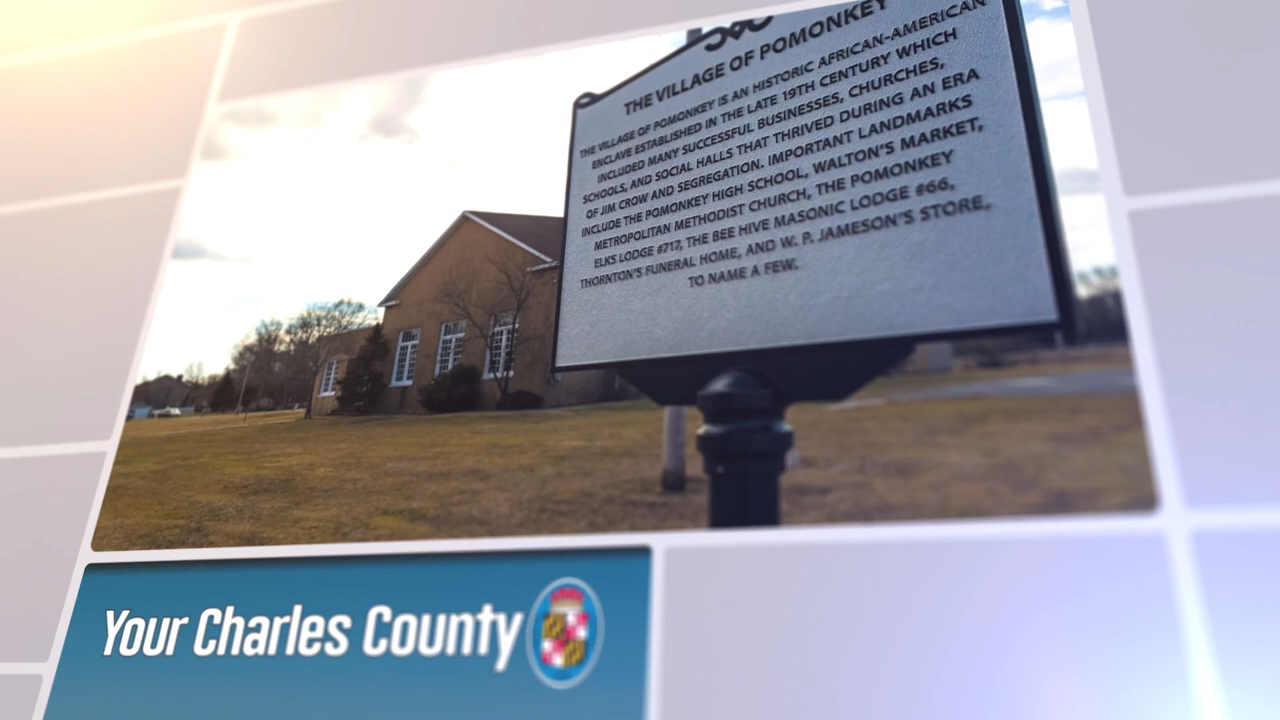 THE VILLAGE OF POMONKEY
THE VILLAGE OF POMONKEY IS AN HISTORIC AFRICAN-AMERICAN
ENCLAVE ESTABLISHED IN THE LATE 19TH CENTURY WHICH
INCLUDED MANY SUCCESSFUL BUSINESSES, CHURCHES,
SCHOOLS, AND SOCIAL HALLS THAT THRIVED DURING AN ERA
OF JIM CROW AND SEGREGATION. IMPORTANT LANDMARKS
INCLUDE THE POMONKEY HIGH SCHOOL, WALTON'S MARKET,
METROPOLITAN METHODIST CHURCH, THE POMONKEY
ELKS LODGE #717, THE BEE HIVE MASONIC LODGE #66,
THORNTON'S FUNERAL HOME, AND W. P. JAMESON'S STORE,
TO NAME A FEW.
Your Charles County